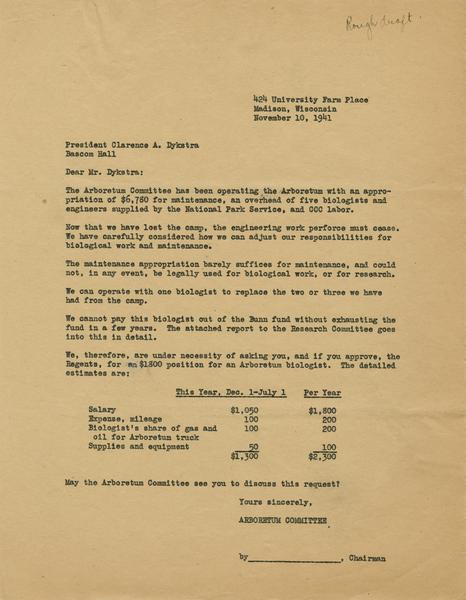 Rough draft.
424 University Farm Place
Madison, Wisconsin
November 10, 1941
President Clarence A. Dykstra
Bascom Hall
Dear Mr. Dykstra:
The Arboretum Committee has been operating the Arboretum with an appro-
priation of $6,750 for maintenance, an overhead of five biologists and
engineers supplied by the National Park Service, and CCC labor.
Now that we have lost the camp, the engineering work perforce must cease.
We have carefully considered how we can adjust our responsibilities for
biological work and maintenance.
The maintenance appropriation barely suffices for maintenance, and could
not, in any event, be legally used for biological work, or for research.
We can operate with one biologist to replace the two or three we have
had from the camp.
We cannot pay this biologist out of the Bunn fund without exhausting the
fund in a few years. The attached report to the Research Committee goes
into this in detail.
We, therefore, are under necessity of asking you, and if you approve, the
Regents, for an $1800 position for an Arboretum biologist. The detailed
estimates are:
This Year, Dec. 1-July 1 Per Year
Salary $1,050 $1,800
Expense, mileage 100 200
Biologist's share of gas and 100 200
oil for Arboretum truck
Supplies and equipment 50 100
$1,300 $2,300
May the Arboretum Committee see you to discuss this request?
Yours sincerely,
ARBORETUM COMMITTEE
by____________________, Chairman